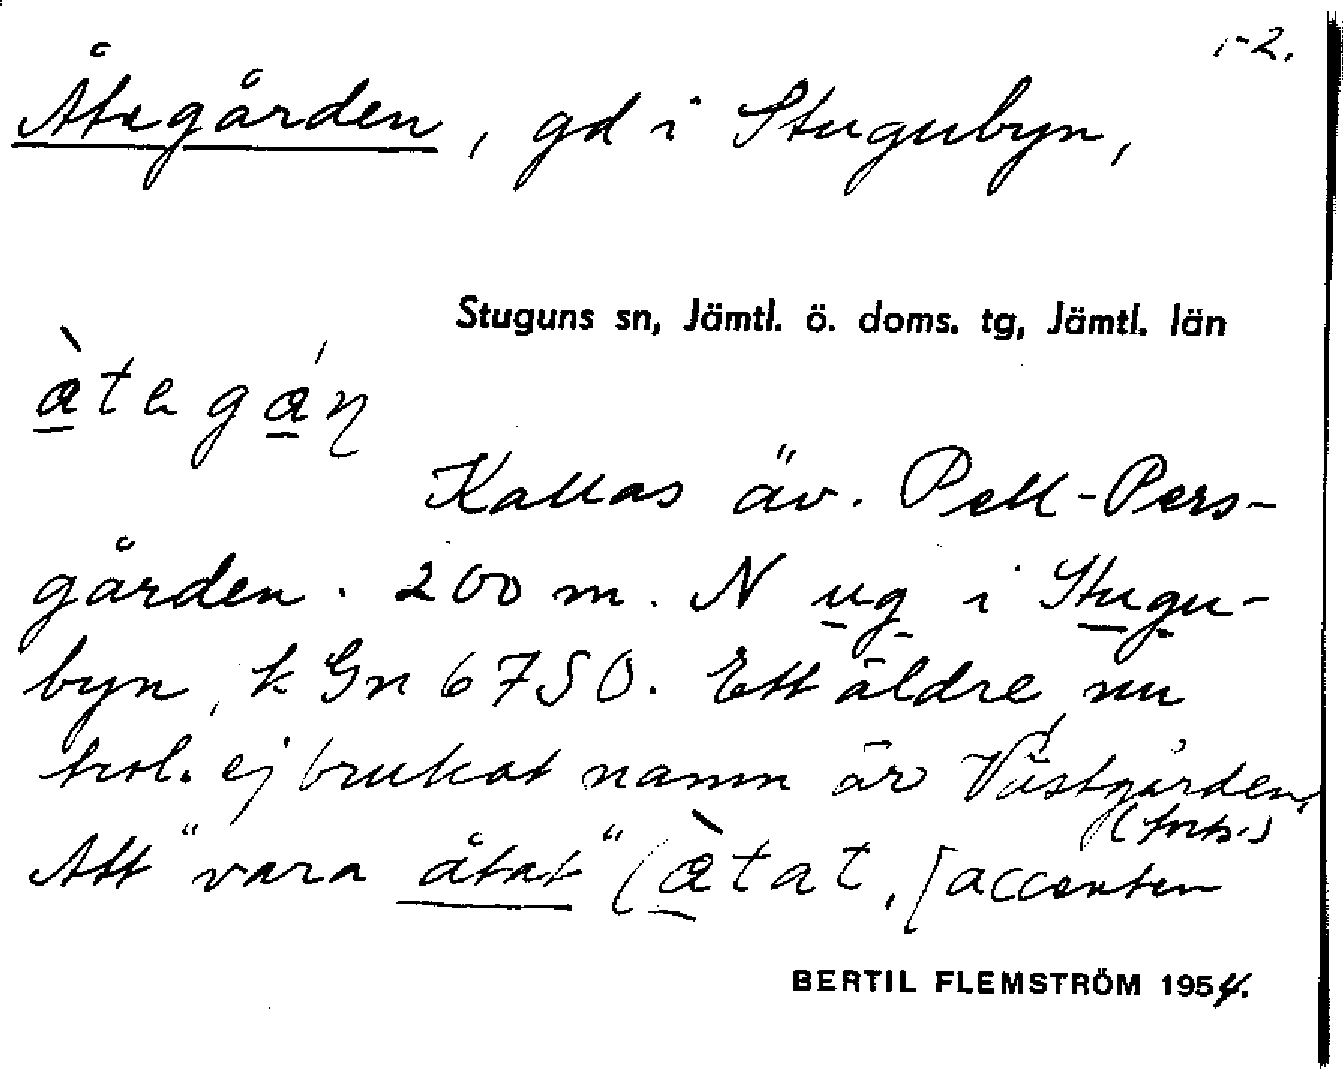 1-2.
Åtegården, gd i Stugubyn,
Stuguns sn, Jämtl. ö. doms. tg, Jämtl. län
àtegáɳ
Kallas äv. Pell-Pers-
gården. 200 m. N ug i Stugu-
byn, k Gn 6750. Ett äldre, nu
trol. ej brukat namn är Västgården,
Att "vara åtat" (àtat, [accenten
BERTIL FLEMSTRÖM 1954.